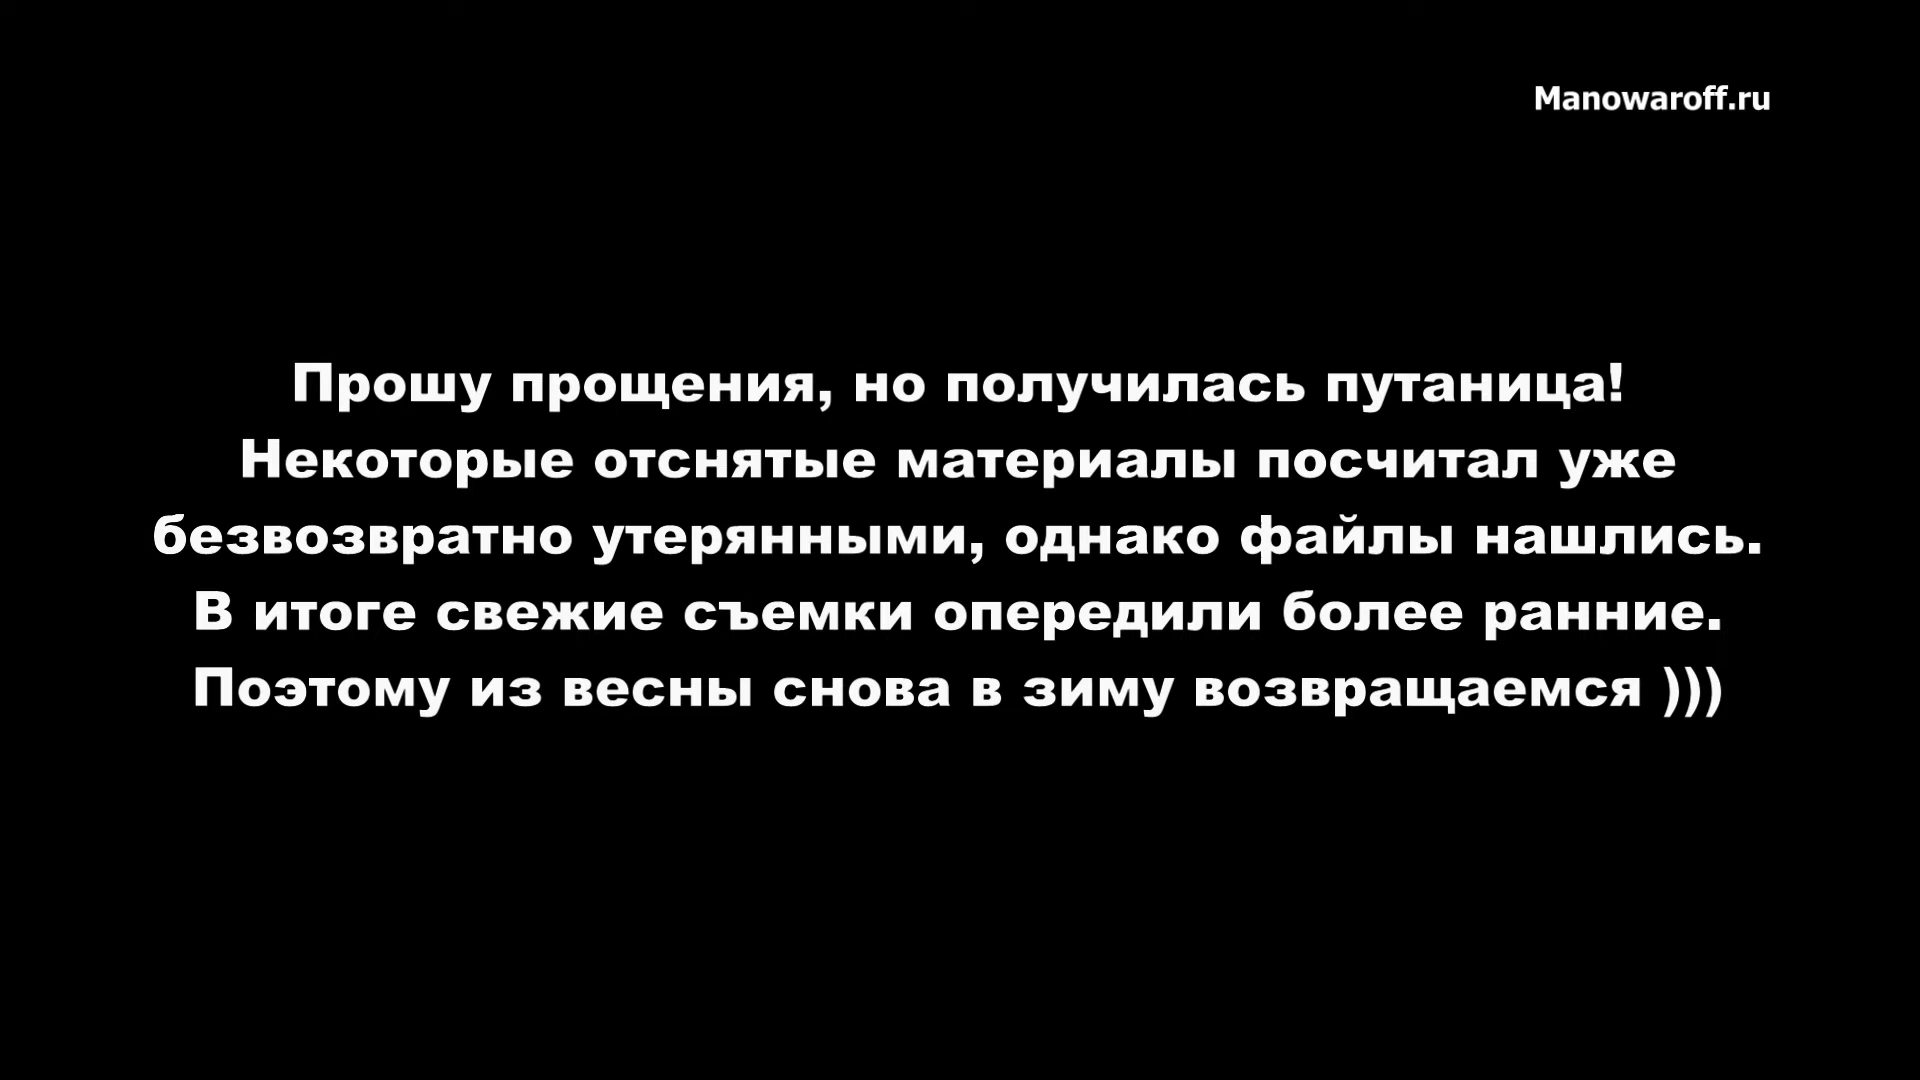 Manowaroff.ru
Прошу прощения, но получилась путаница!
Некоторые отснятые материалы посчитал уже
безвозвратно утерянными, однако файлы нашлись.
В итоге свежие съемки опередили более ранние.
Поэтому из весны снова в зиму возвращаемся )))